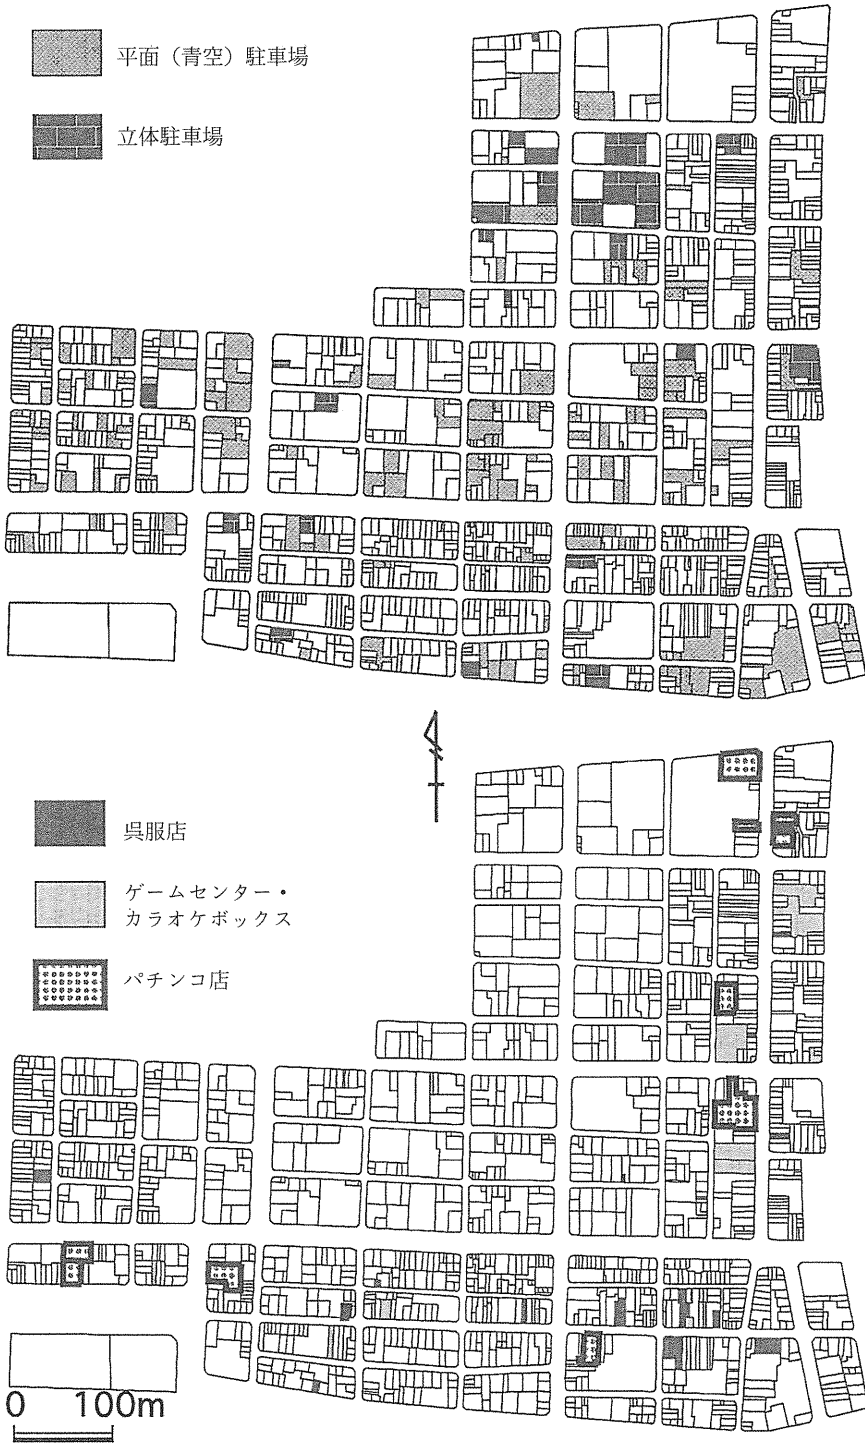 平面（青空）駐車場
立体駐車場
呉服店
ゲームセンター・
カラオケボックス
パチンコ店
0 100m